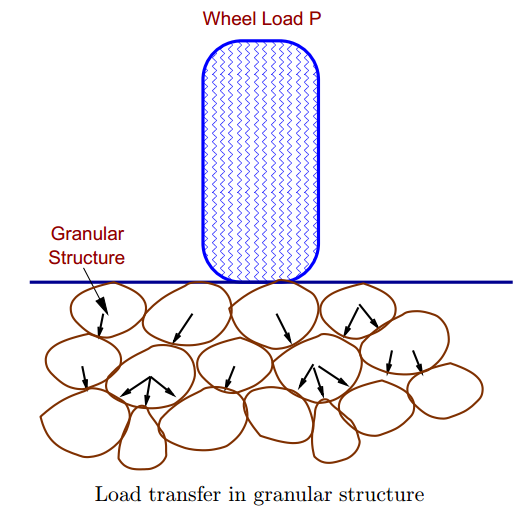 Wheel Load P
Granular
Structure
Load transfer in granular structure